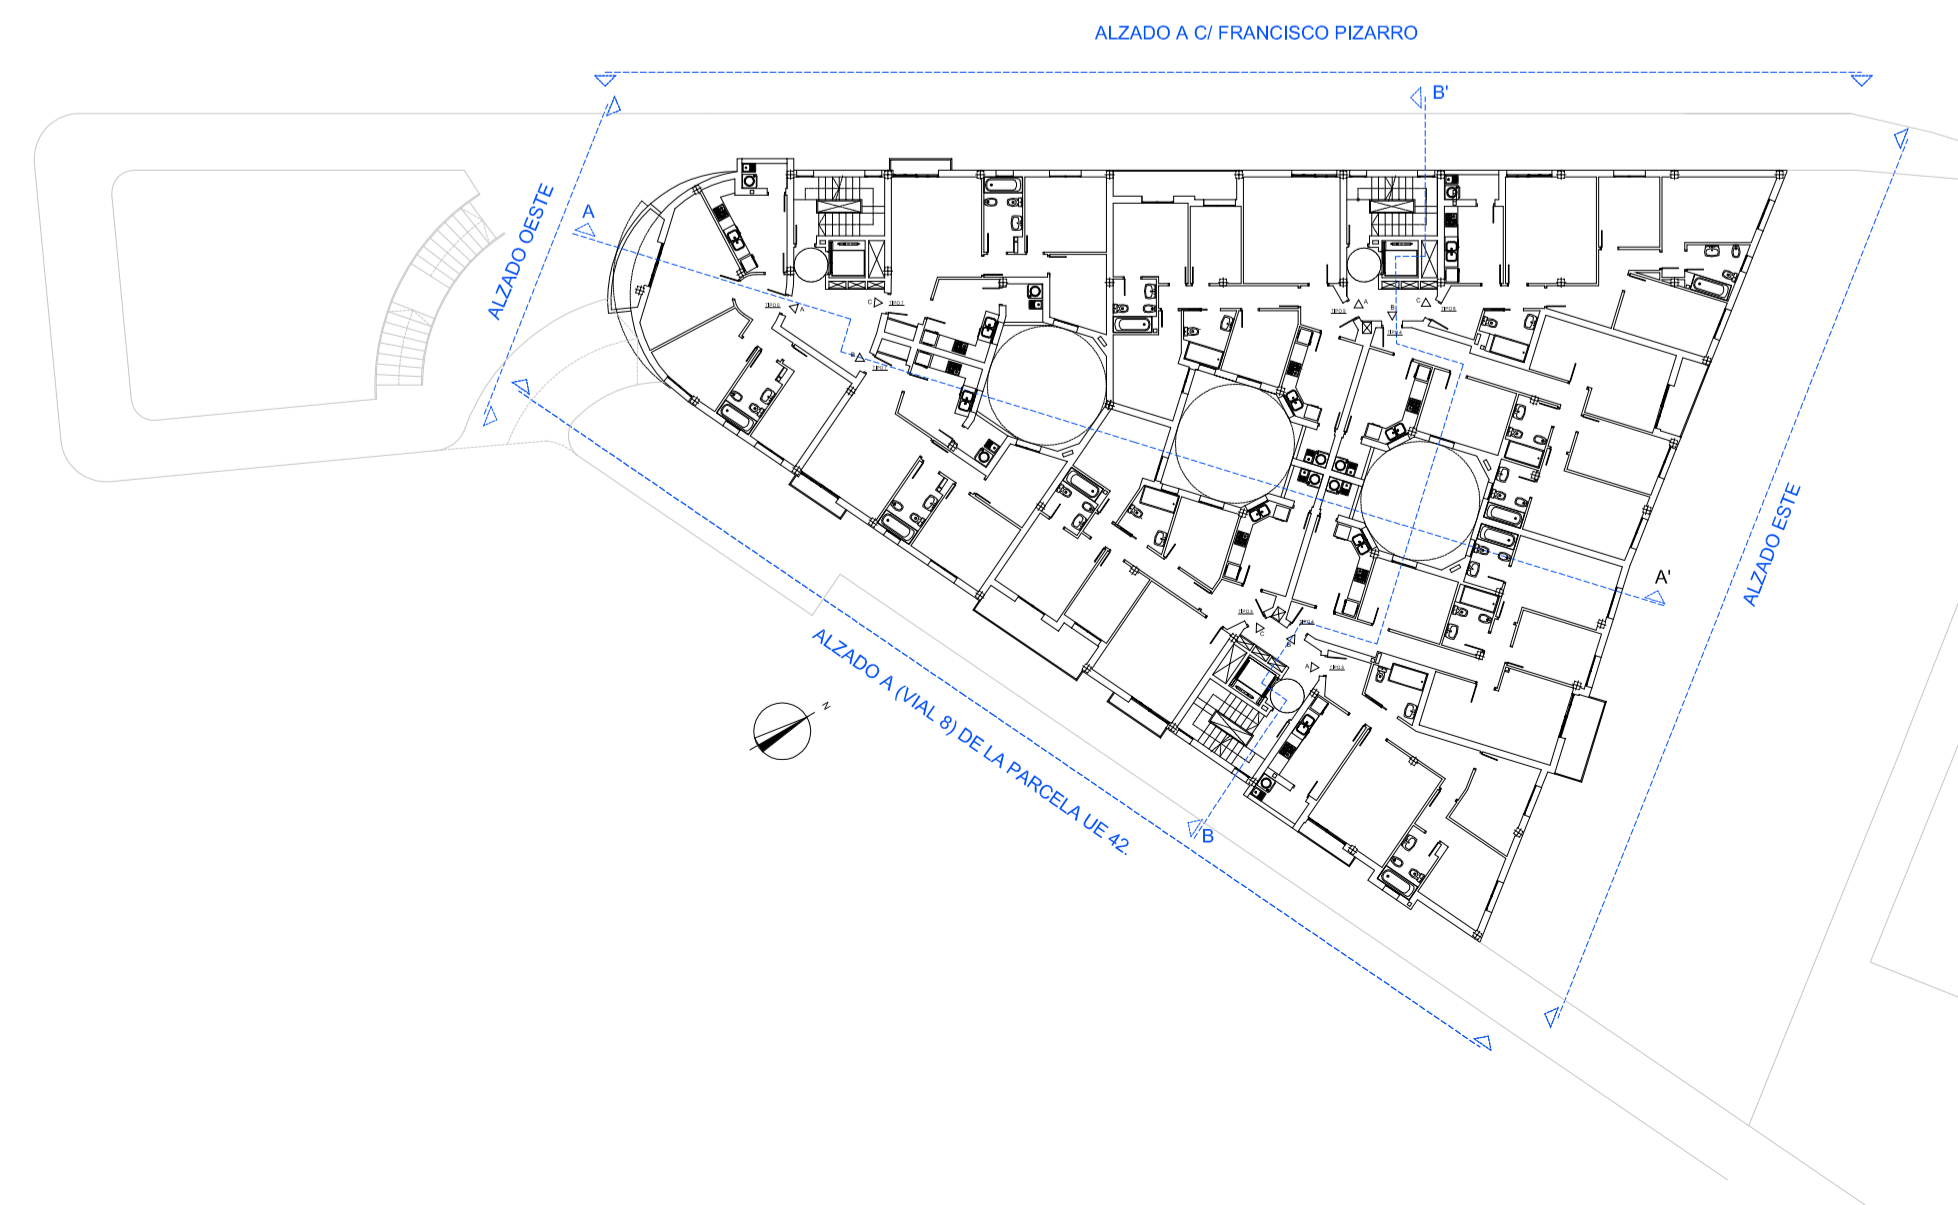 ALZADO A C/ FRANCISCO PIZARRO
B'
A
ALZADO OESTE
C
A
B
A
B
C
A'
ALZADO ESTE
C
B
A
ALZADO A (VIAL 8) DE LA PARCELA UE 42.
N
B